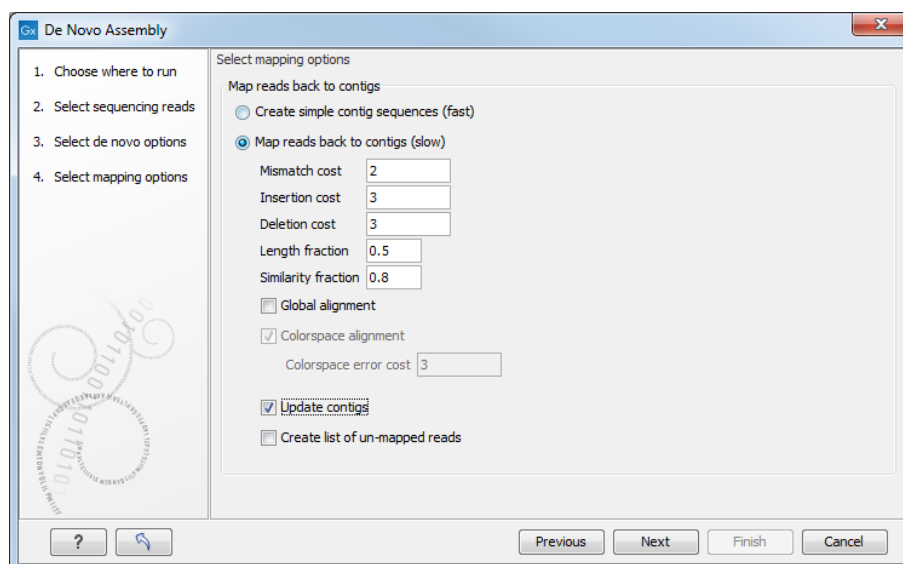 Gx De Novo Assembly
1. Choose where to run
2. Select sequencing reads
3. Select de novo options
4. Select mapping options
Select mapping options
Map reads back to contigs
Create simple contig sequences (fast)
Map reads back to contigs (slow)
Mismatch cost 2
Insertion cost 3
Deletion cost 3
Length fraction 0.5
Similarity fraction 0.8
Global alignment
Colorspace alignment
Colorspace error cost 3
Update contigs
Create list of un-mapped reads
? Previous Next Finish Cancel